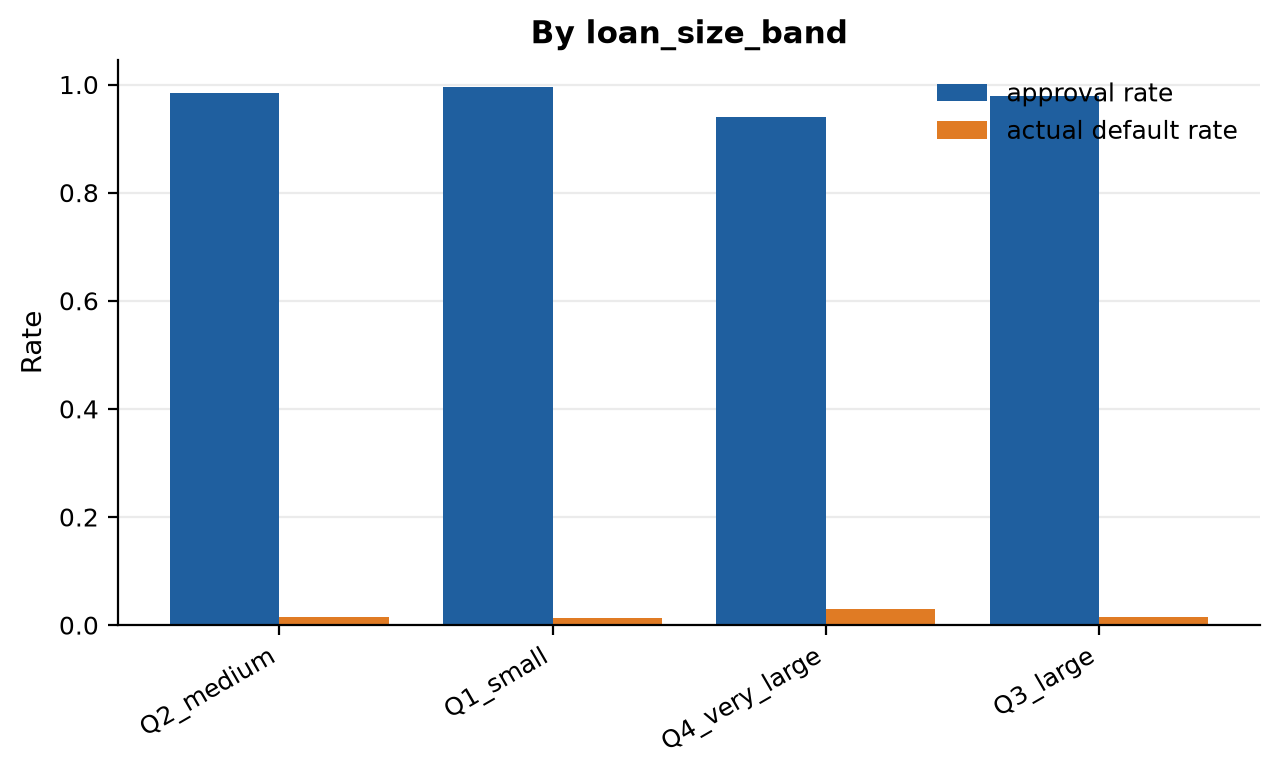 By loan_size_band
approval rate
actual default rate
Rate
1.0
0.8
0.6
0.4
0.2
0.0
Q2_medium
Q1_small
Q4_very_large
Q3_large